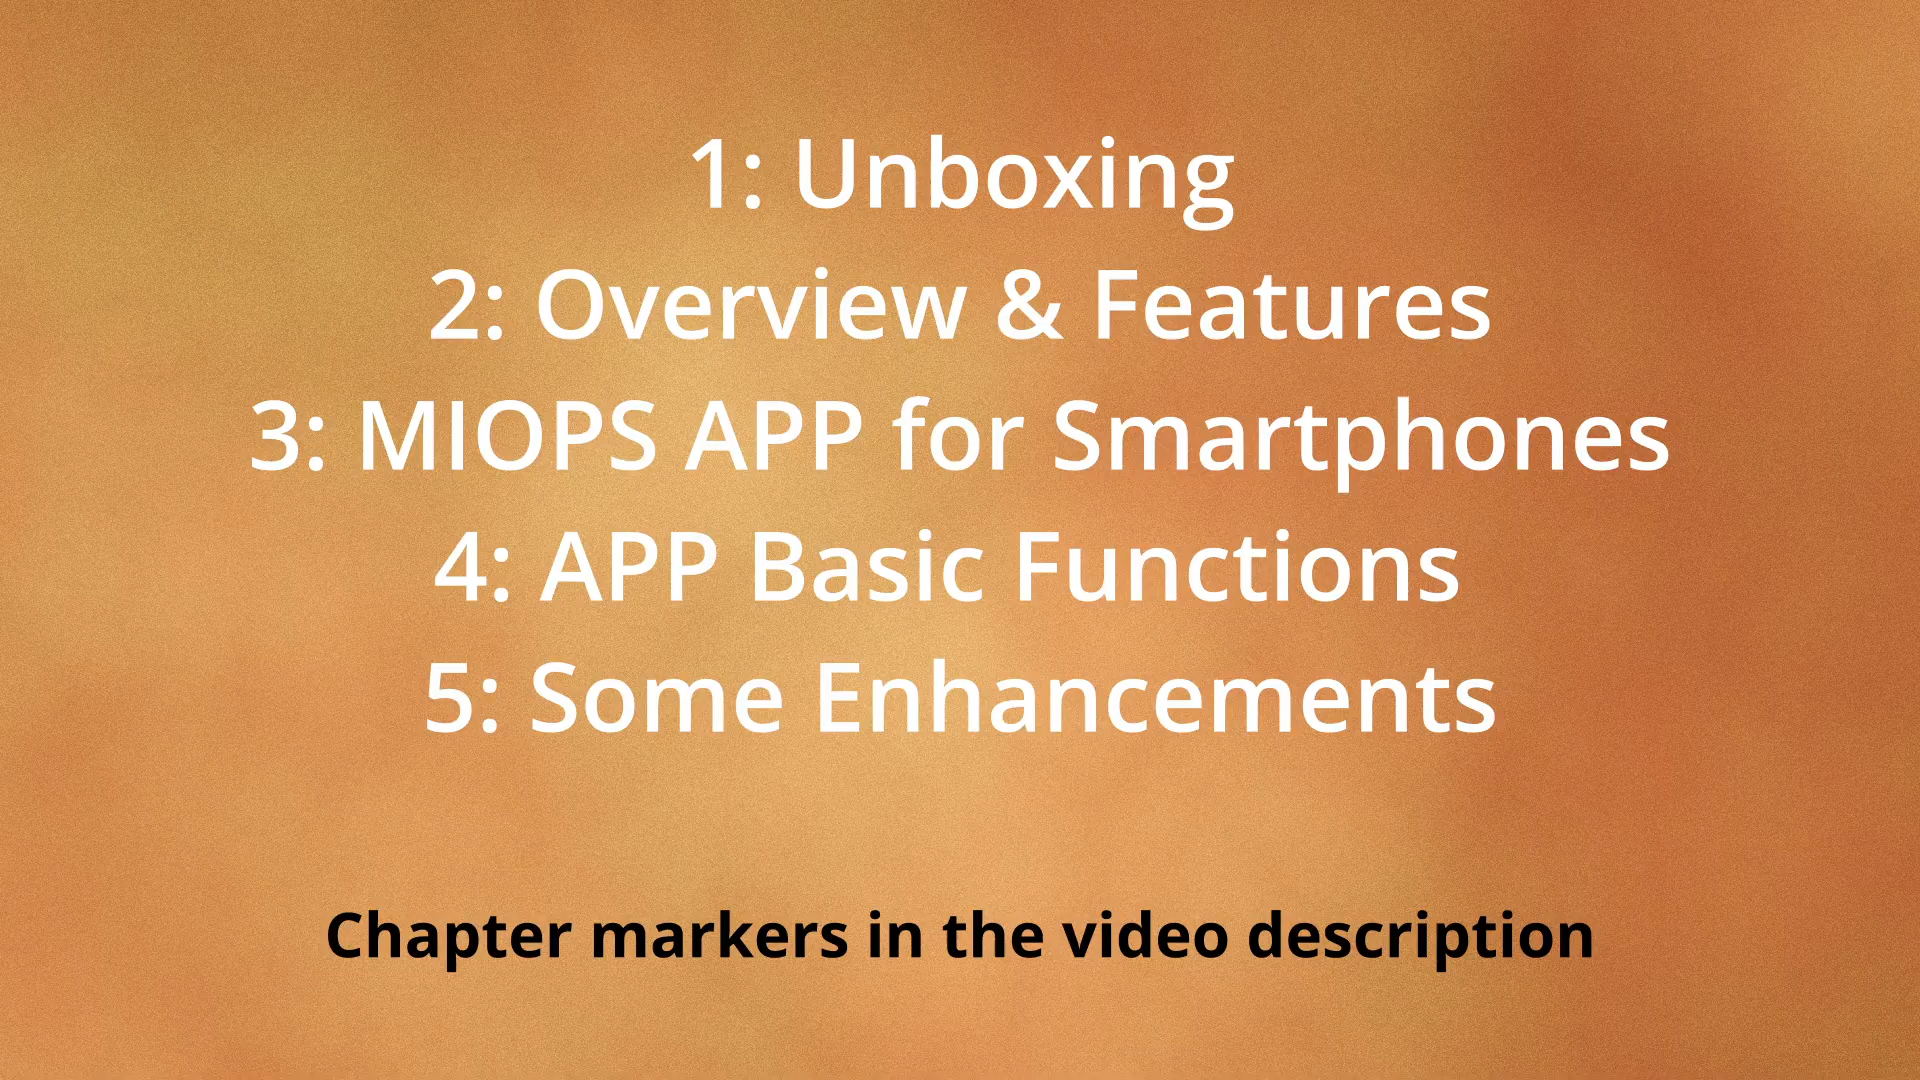 1: Unboxing
2: Overview & Features
3: MIOPS APP for Smartphones
4: APP Basic Functions
5: Some Enhancements
Chapter markers in the video description